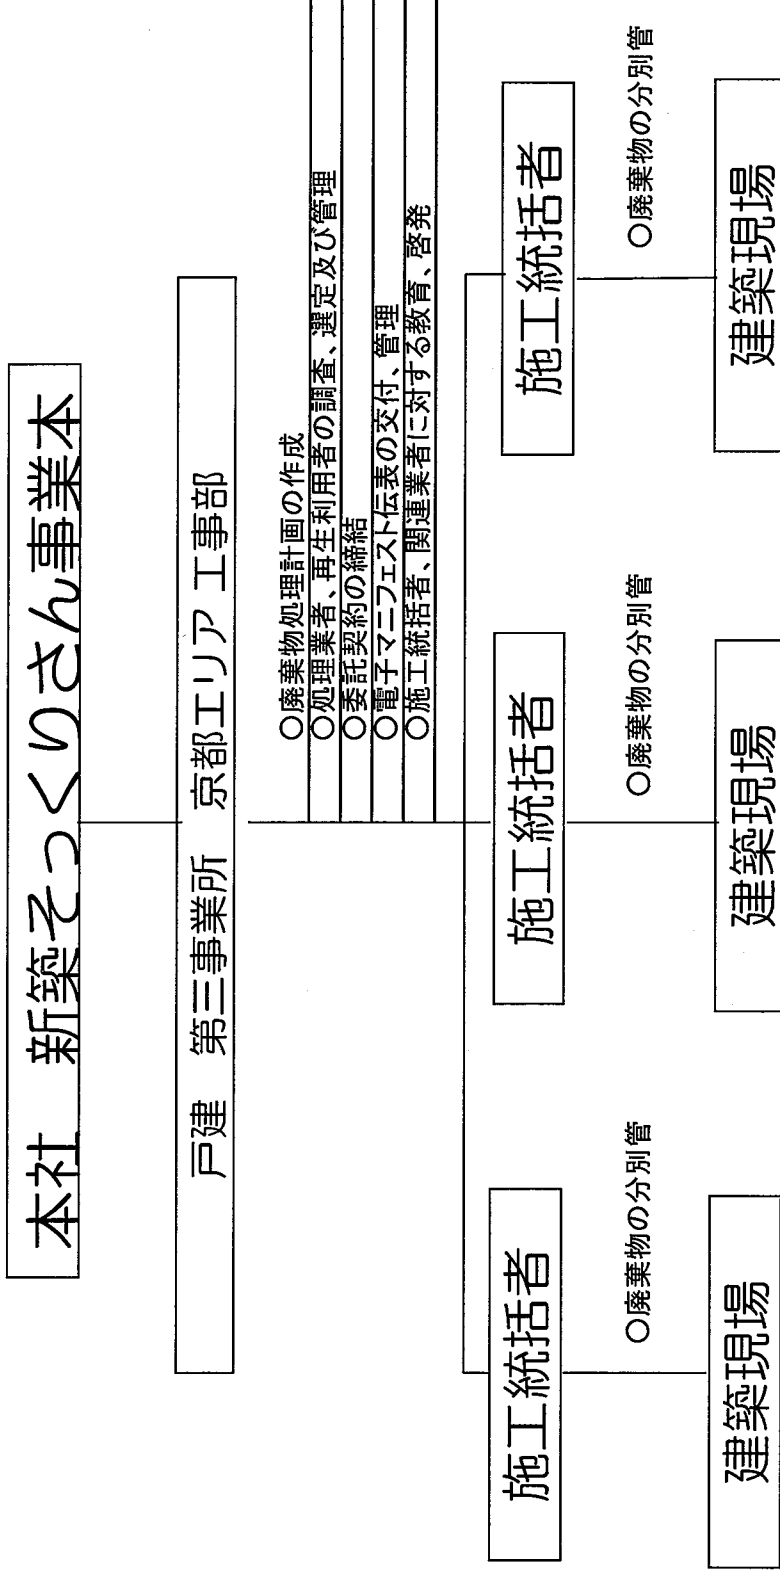 本社　新築そっくりさん事業本
戸建　第三事業所　京都エリア 工事部
○廃棄物処理計画の作成
○処理業者、再生利用者の調査、選定及び管理
○委託契約の締結
○電子マニフェスト伝表の交付、管理
○施工統括者、関連業者に対する教育、啓発
施工統括者
施工統括者
施工統括者
○廃棄物の分別管
○廃棄物の分別管
○廃棄物の分別管
建築現場
建築現場
建築現場